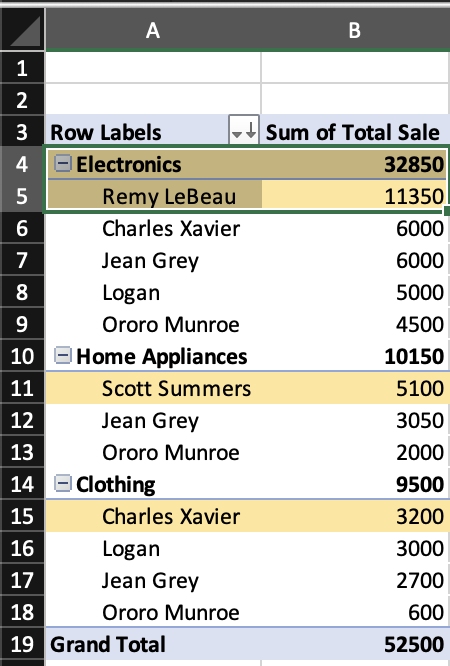 A B
1
2
3 Row Labels Sum of Total Sale
4 Electronics 32850
5 Remy LeBeau 11350
6 Charles Xavier 6000
7 Jean Grey 6000
8 Logan 5000
9 Ororo Munroe 4500
10 Home Appliances 10150
11 Scott Summers 5100
12 Jean Grey 3050
13 Ororo Munroe 2000
14 Clothing 9500
15 Charles Xavier 3200
16 Logan 3000
17 Jean Grey 2700
18 Ororo Munroe 600
19 Grand Total 52500